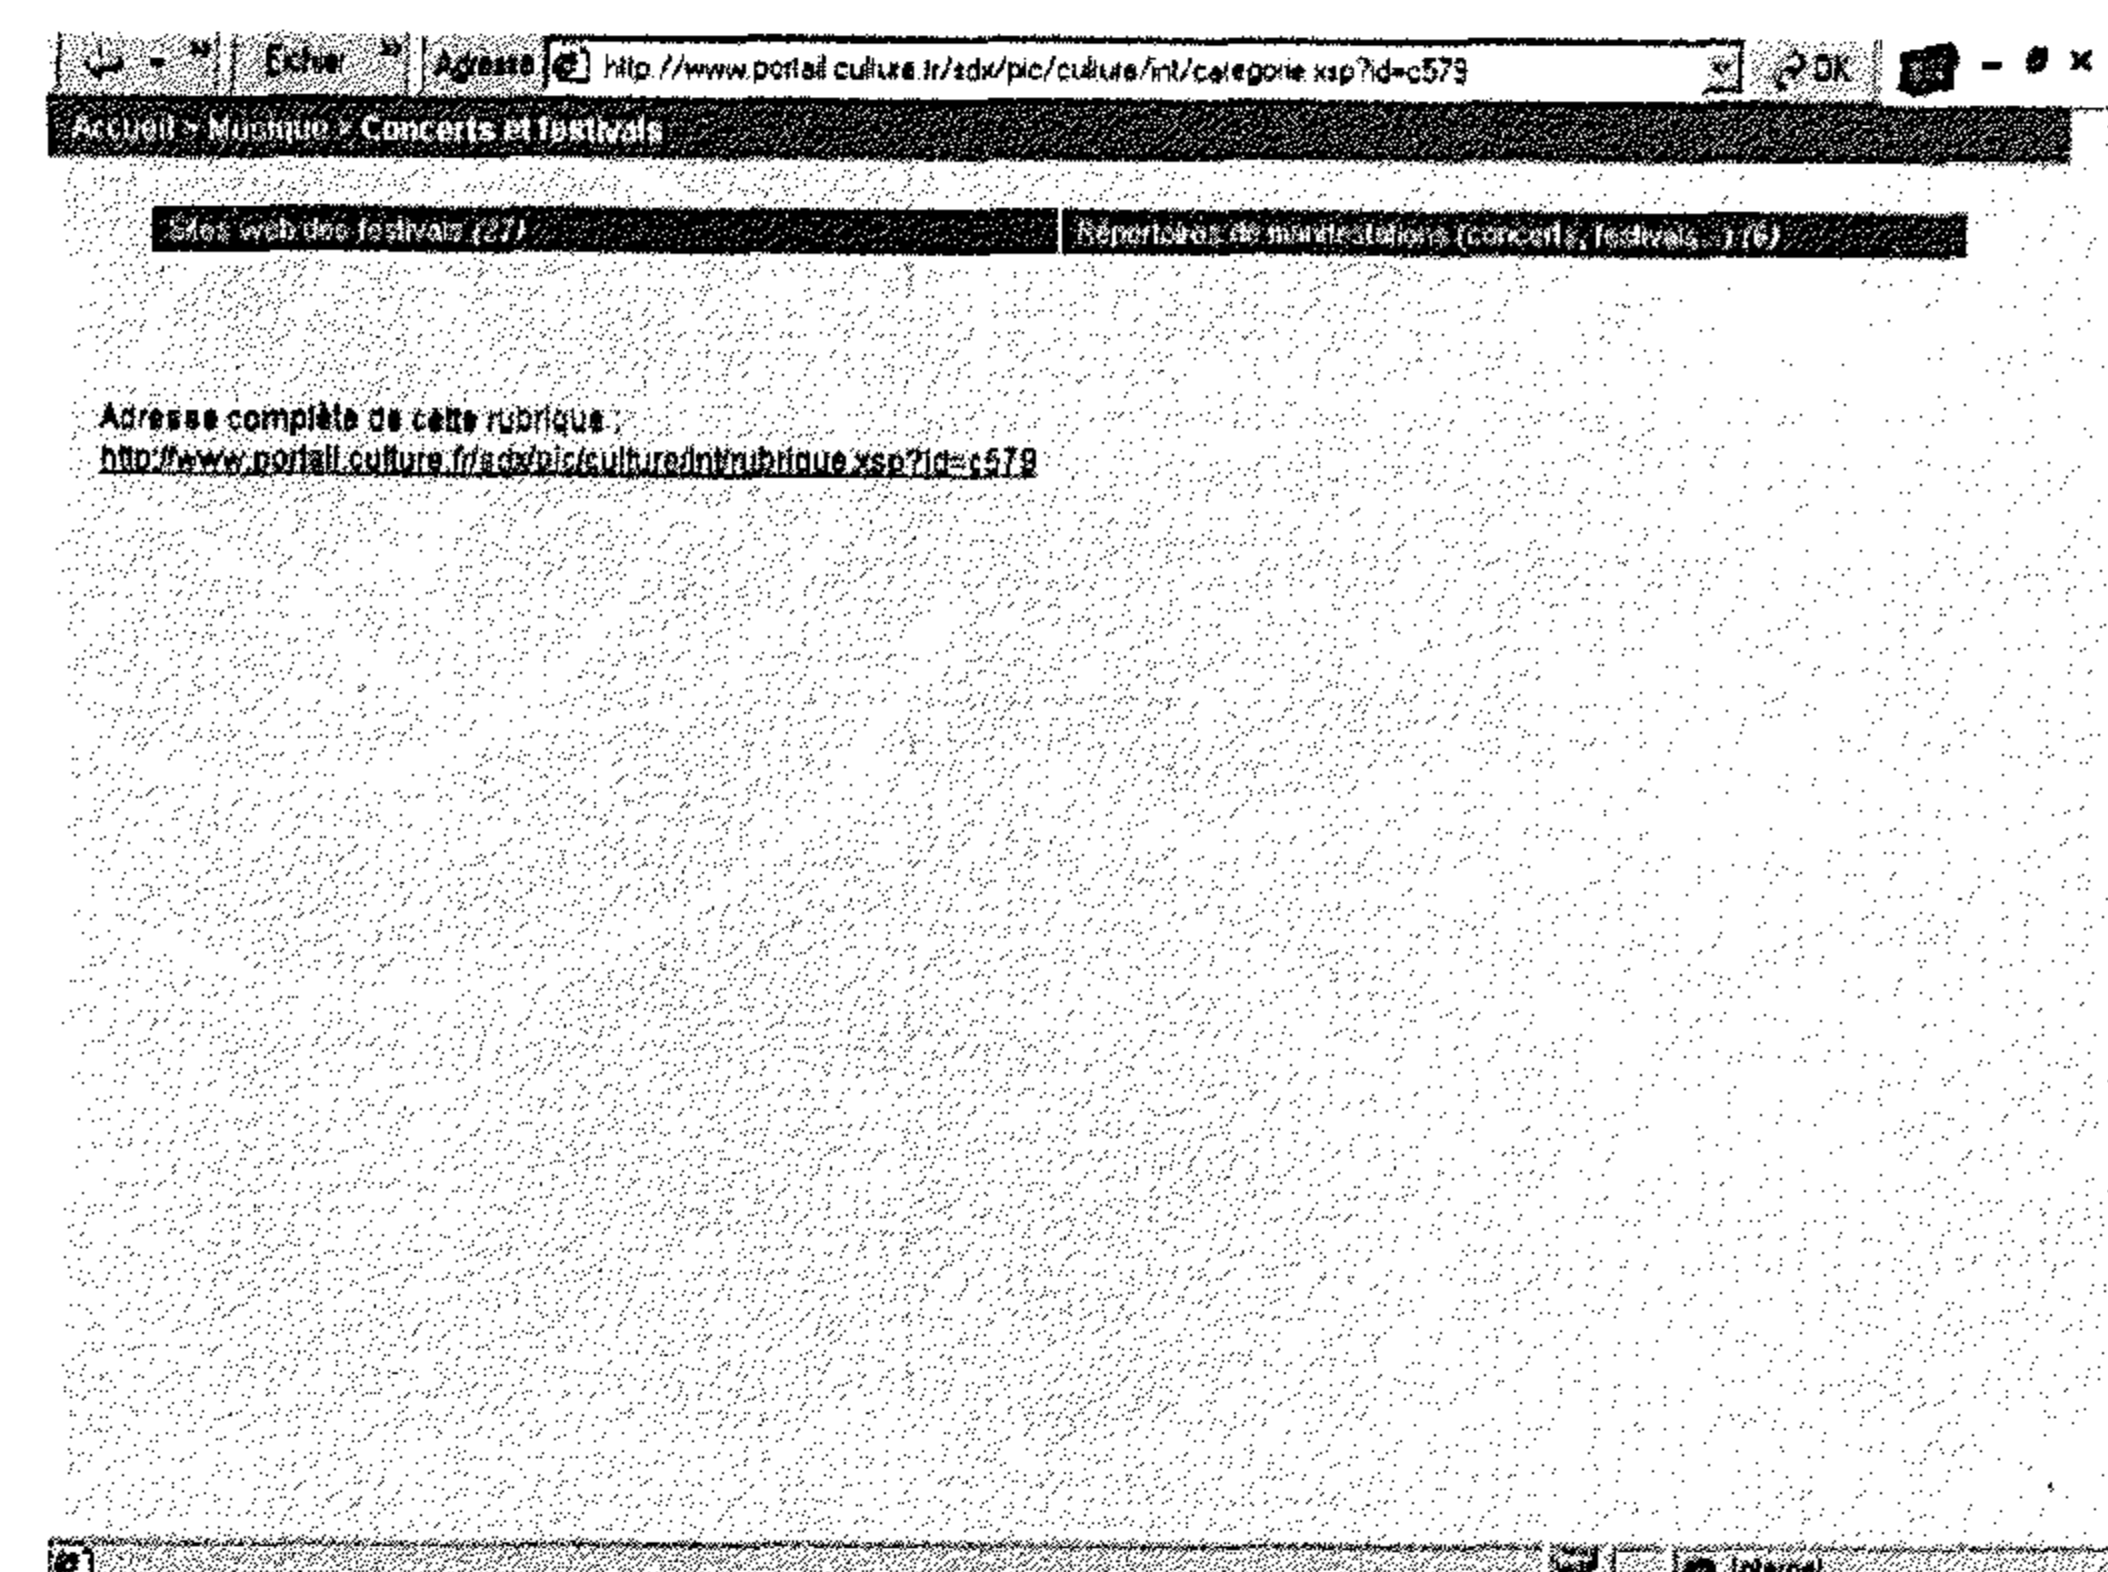 Fichier
Adresse http://www.portail.culture.fr/sdx/pic/culture/int/categorie.xsp?id=c579 OK
Accueil > Musique > Concerts et festivals
Sites web des festivals (27)
Répertoires de manifestations (concerts, festivals...) (6)
Adresse complète de cette rubrique :
http://www.portail.culture.fr/sdx/pic/culture/int/rubrique.xsp?id=c579
Internet